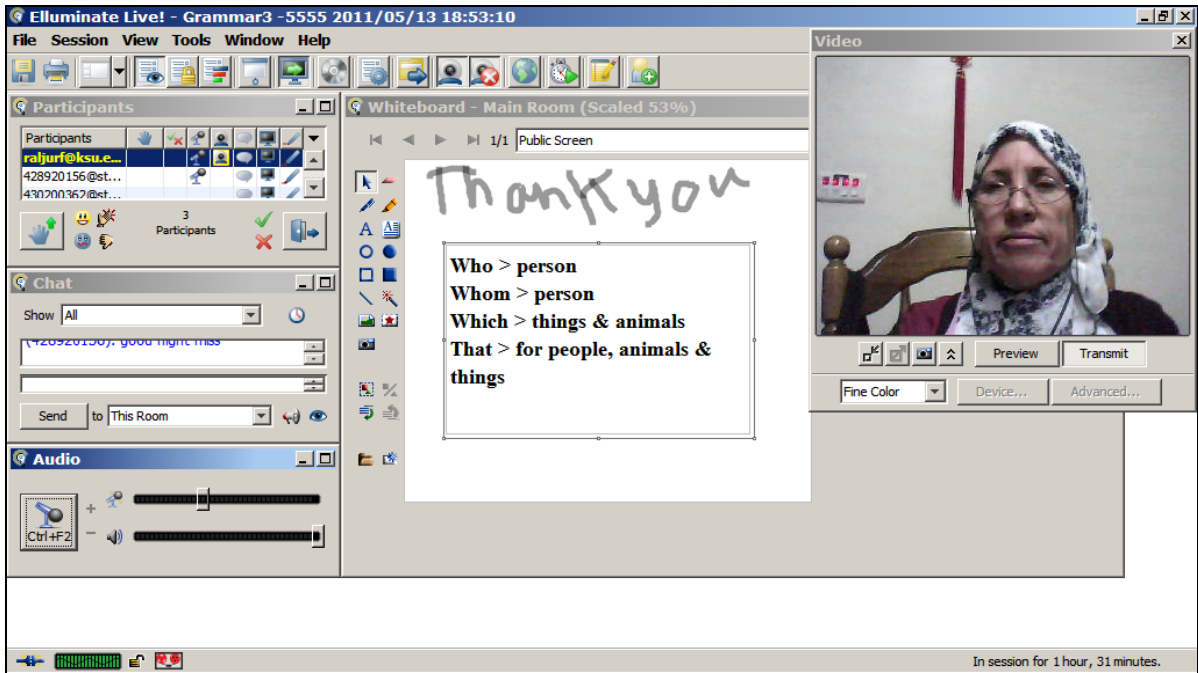 Elluminate Live! - Grammar3 -5555 2011/05/13 18:53:10
File Session View Tools Window Help
Participants
Participants
raljurf@ksu.e...
428920156@st...
430200362@st...
3
Participants
Chat
Show All
(428920156): good night miss
Send to This Room
Audio
Ctrl+F2
Whiteboard - Main Room (Scaled 53%)
1/1 Public Screen
Thank you
Who > person
Whom > person
Which > things & animals
That > for people, animals &
things
Video
Preview Transmit
Fine Color Device... Advanced...
In session for 1 hour, 31 minutes.